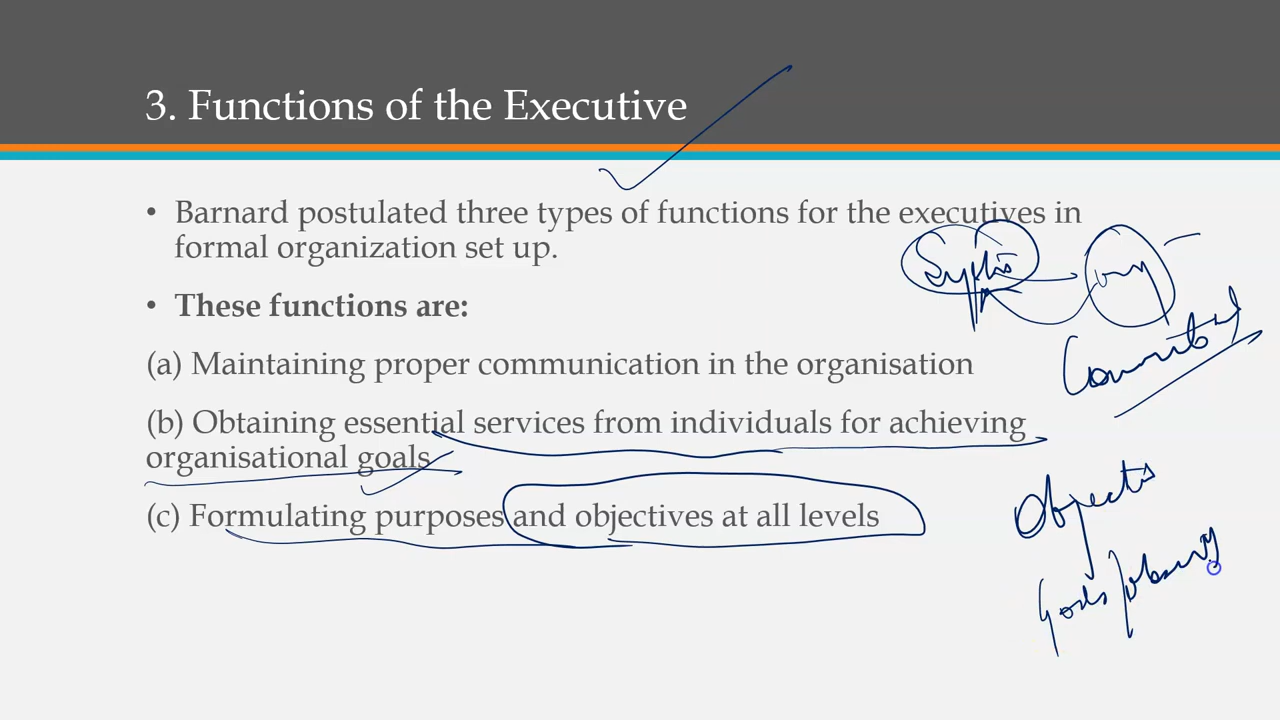 3. Functions of the Executive
• Barnard postulated three types of functions for the executives in
formal organization set up.
• These functions are:
(a) Maintaining proper communication in the organisation
(b) Obtaining essential services from individuals for achieving
organisational goals
(c) Formulating purposes and objectives at all levels
Goals